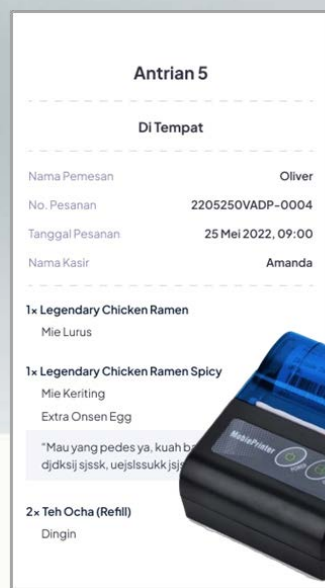 Antrian 5
Di Tempat
Nama Pemesan Oliver
No. Pesanan 2205250VADP-0004
Tanggal Pesanan 25 Mei 2022, 09:00
Nama Kasir Amanda
1x Legendary Chicken Ramen
Mie Lurus
1x Legendary Chicken Ramen Spicy
Mie Keriting
Extra Onsen Egg
"Mau yang pedes ya, kuah
djdksij sjssk, uejslssukk
2x Teh Ocha (Refill)
Dingin
MobilePrinter
POWER